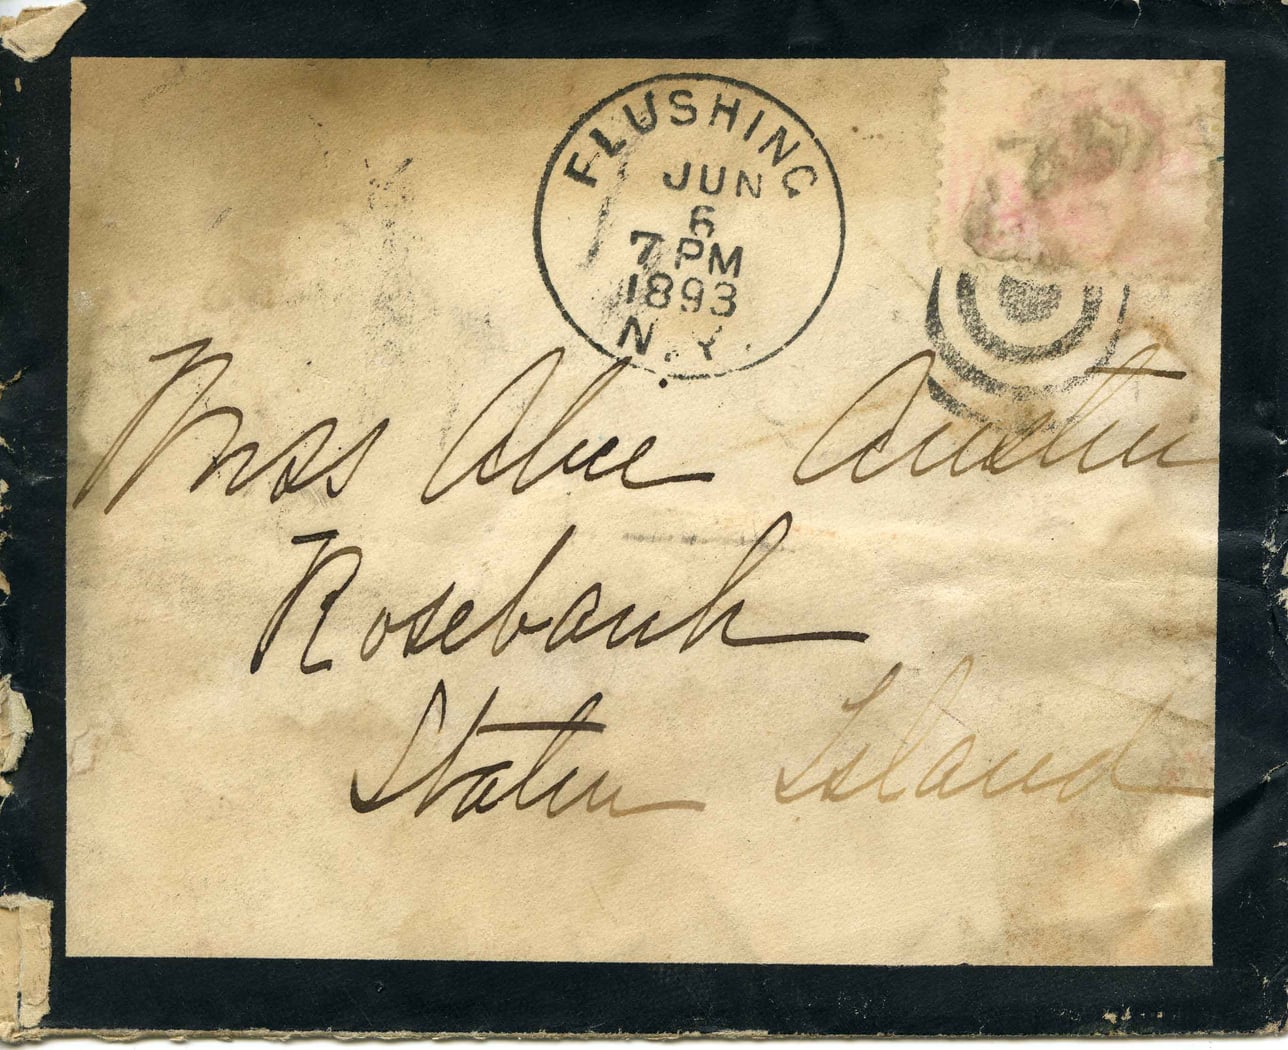 FLUSHING
JUN
6
7 PM
1893
N.Y.
Miss Alice Austen
Rosebank
Staten Island